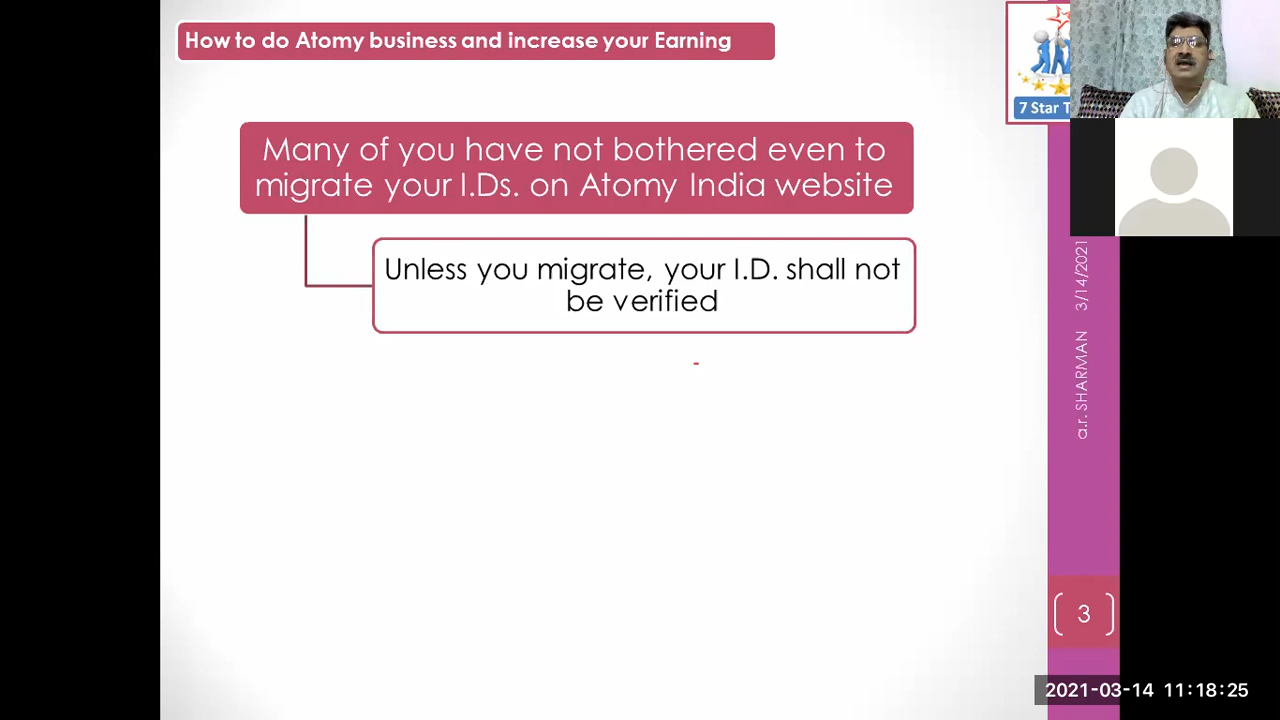 How to do Atomy business and increase your Earning
7 Star T
Many of you have not bothered even to
migrate your I.Ds. on Atomy India website
Unless you migrate, your I.D. shall not
be verified
a.r. SHARMAN 3/14/2021
3
2021-03-14 11:18:25